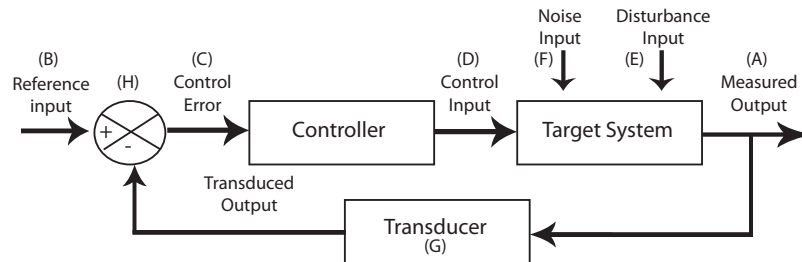 Noise
Input
(F)
Disturbance
Input
(E)
(B)
Reference
input
(H)
+
-
(C)
Control
Error
Controller
(D)
Control
Input
Target System
(A)
Measured
Output
Transduced
Output
Transducer
(G)